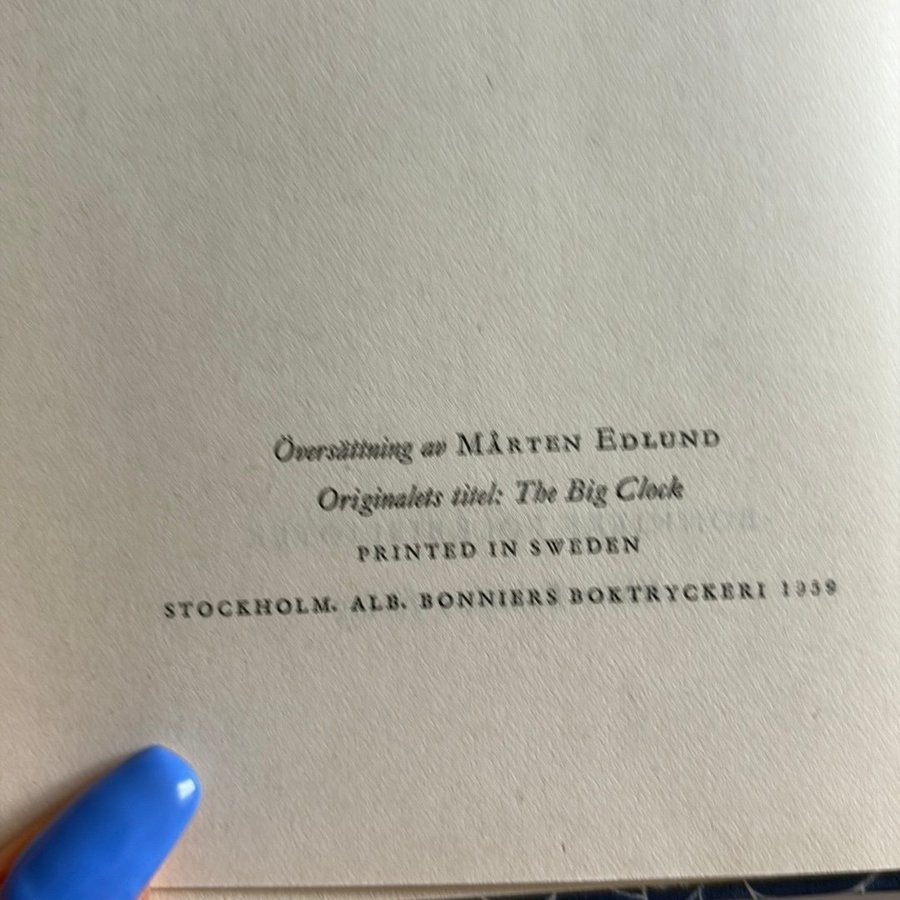 Översättning av MÅRTEN EDLUND
Originalets titel: The Big Clock
PRINTED IN SWEDEN
STOCKHOLM. ALB. BONNIERS BOKTRYCKERI 1959